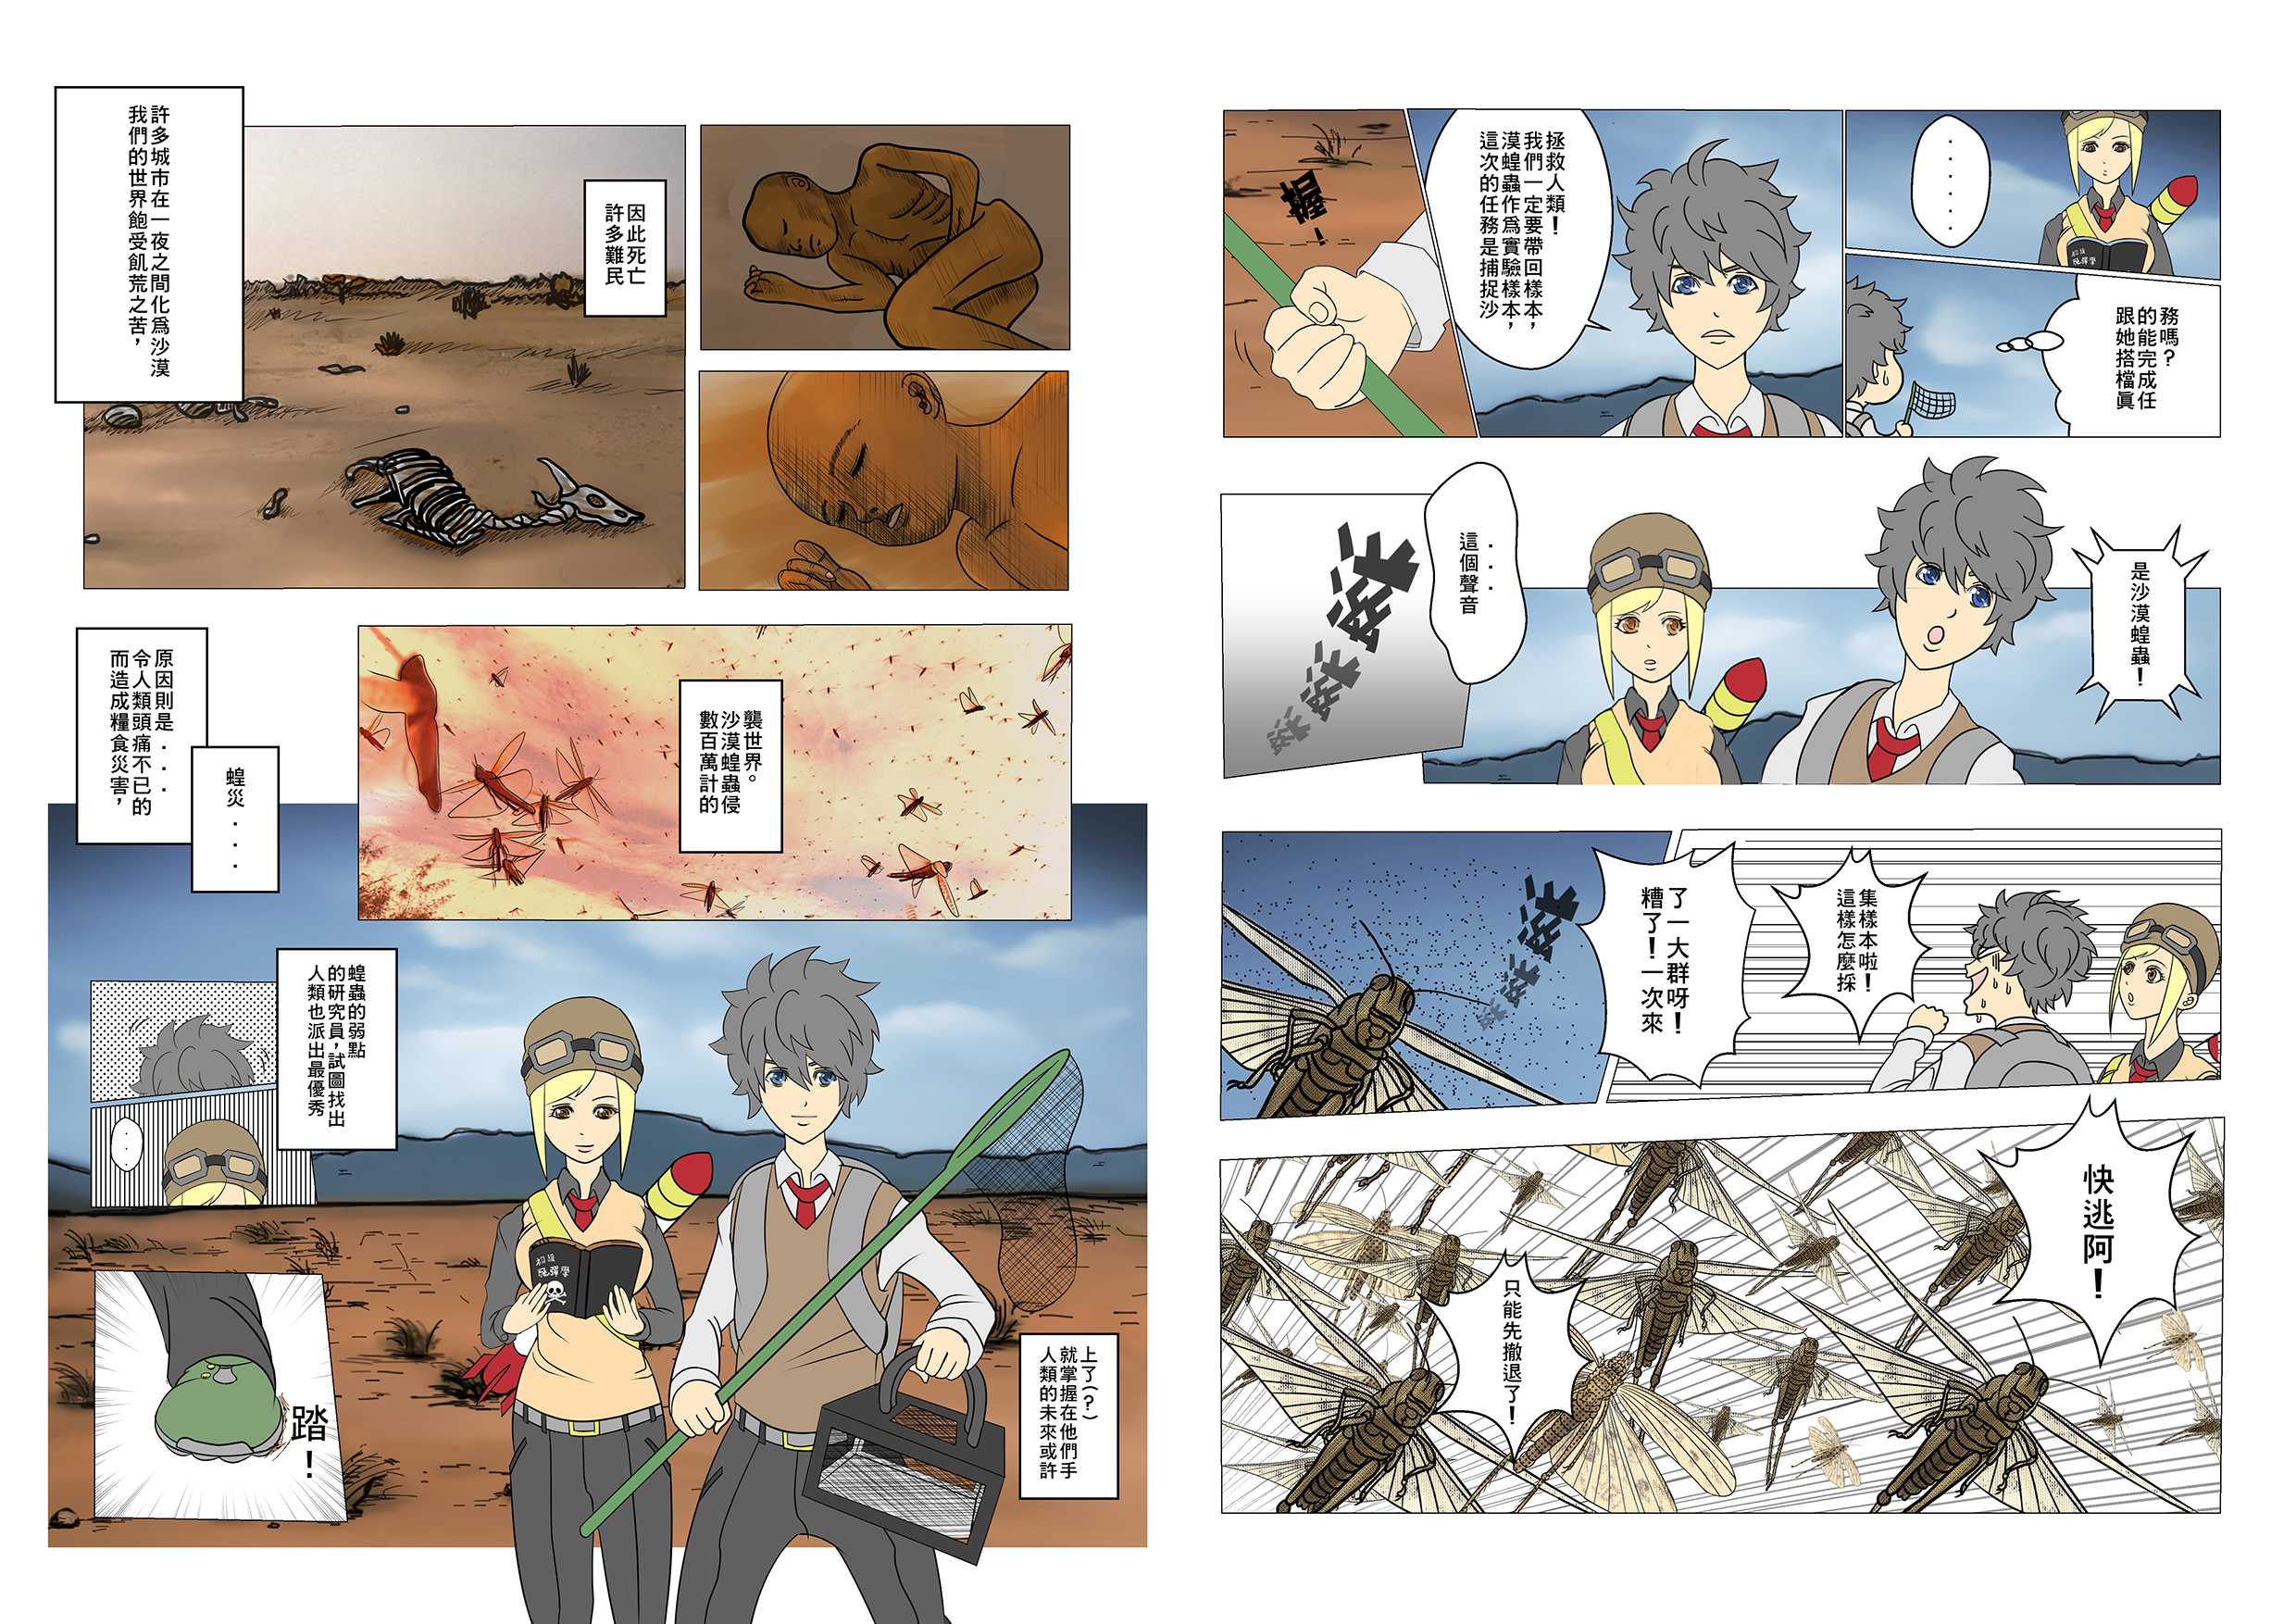 我們的世界飽受飢荒之苦，
許多城市在一夜之間化爲沙漠
許多難民
因此死亡
而造成糧食災害，
令人類頭痛不已的
原因則是...
蝗災...
數百萬計的
沙漠蝗蟲侵
襲世界。
人類也派出最優秀
的研究員，試圖找出
蝗蟲的弱點
...
踏！
人類的未來或許
就掌握在他們手
上了(？)
握！
這次的任務是捕捉沙
漠蝗蟲作爲實驗樣本，
我們一定要帶回樣本，
拯救人類！
......
跟她搭檔眞
的能完成任
務嗎？
這個聲音
...
是沙漠蝗蟲！
糟了！一次來
了一大群呀！
這樣怎麼採
集樣本啦！
只能先撤退了！
快逃阿！